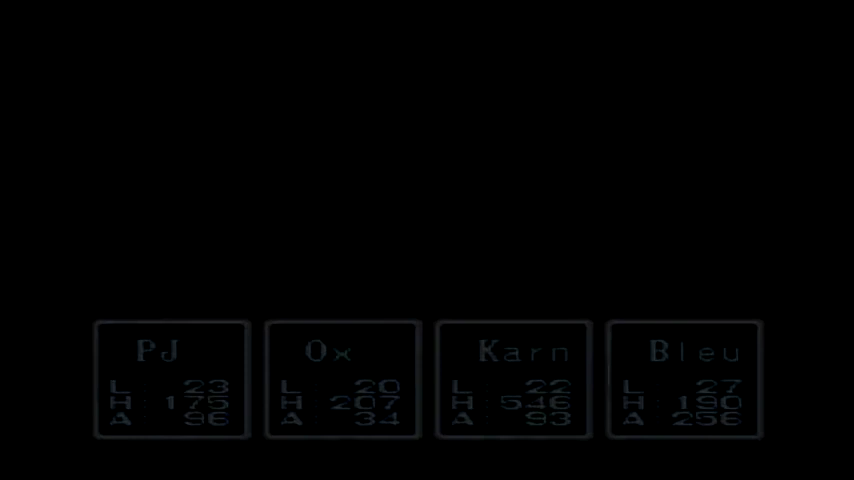 PJ
L : 23
H : 175
A : 96
Ox
L : 20
H : 207
A : 34
Karn
L : 22
H : 546
A : 93
Bleu
L : 27
H : 190
A : 256